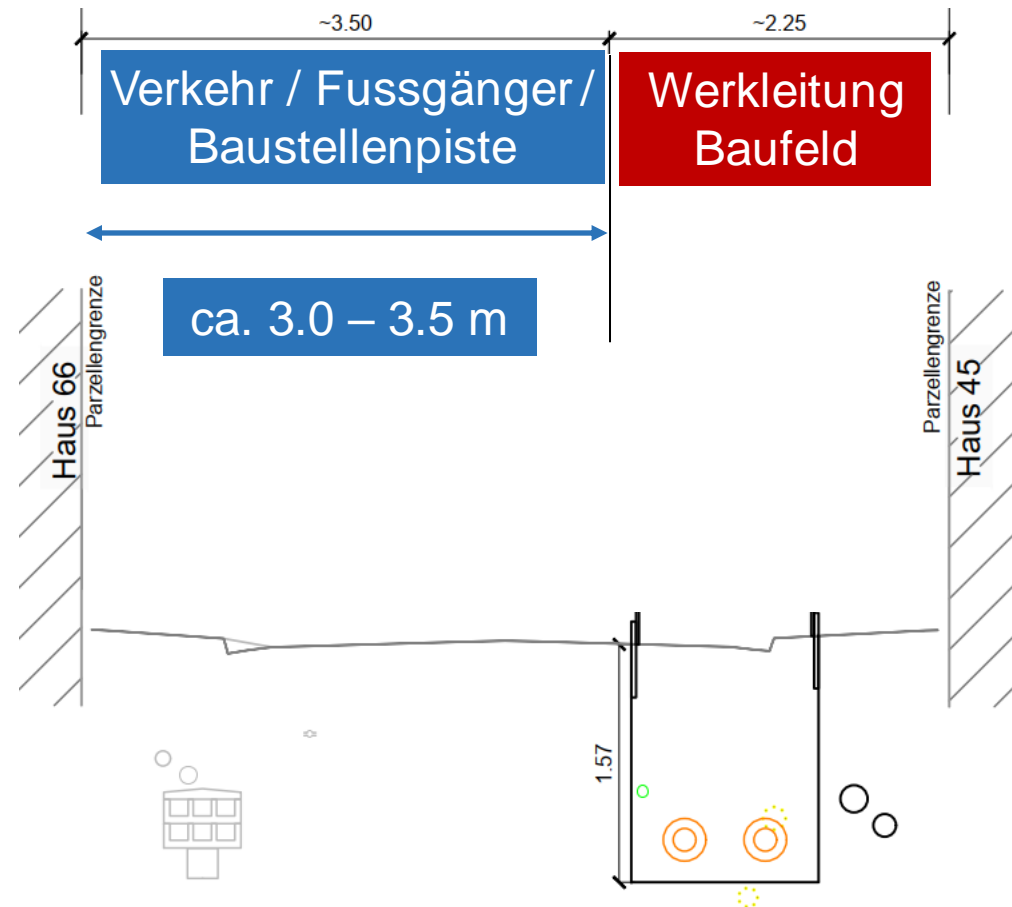 ~3.50
~2.25
Verkehr / Fussgänger /
Baustellenpiste
Werkleitung
Baufeld
ca. 3.0 – 3.5 m
Haus 66
Parzellengrenze
Parzellengrenze
Haus 45
1.57